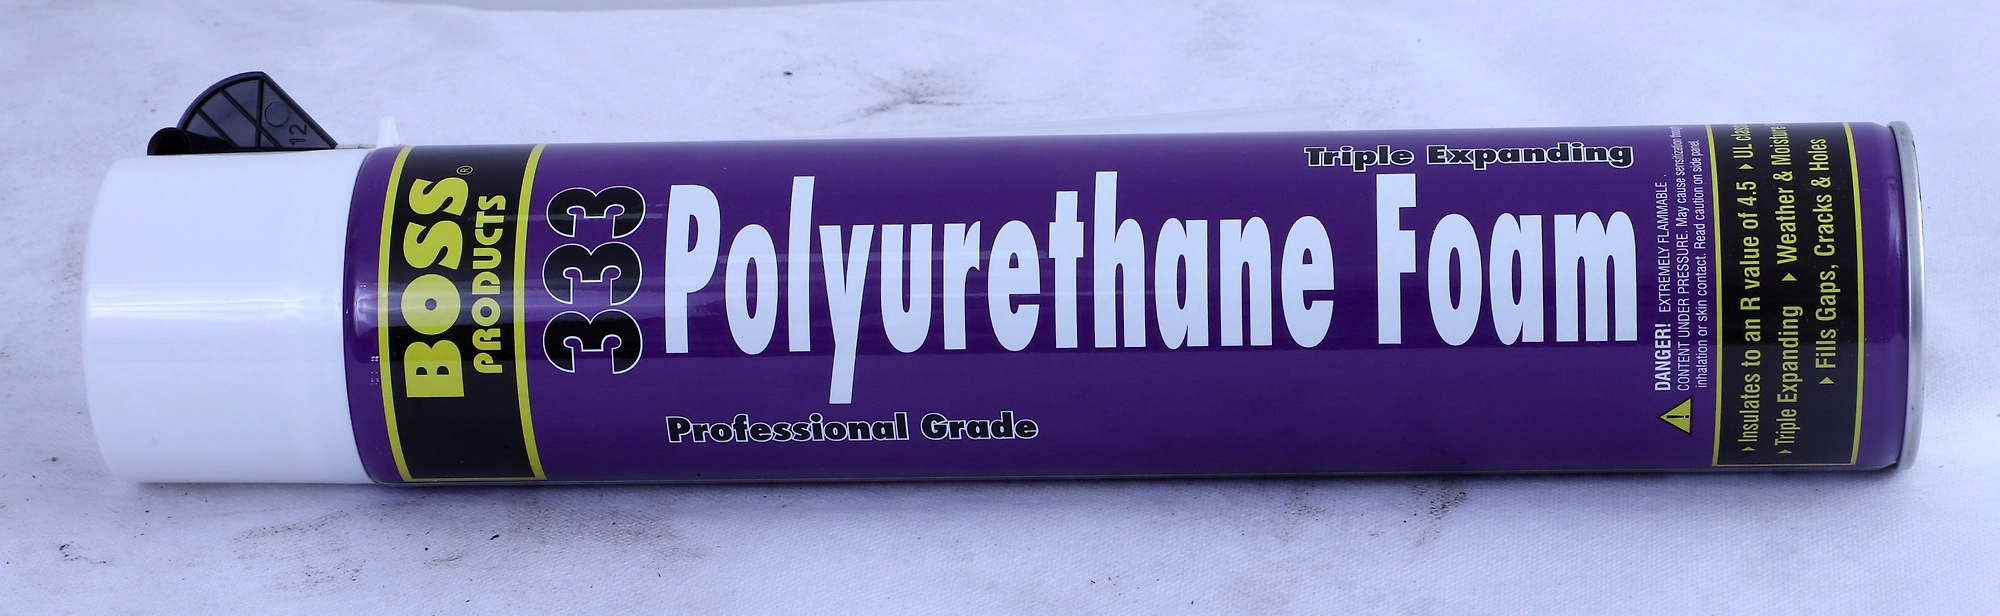 12
BOSS®
PRODUCTS
333
Triple Expanding
Polyurethane Foam
Professional Grade
DANGER! EXTREMELY FLAMMABLE.
CONTENT UNDER PRESSURE. May cause sensitization throug
inhalation or skin contact. Read caution on side panel
▸ Insulates to an R value of 4.5 ▸ UL class
▸ Triple Expanding ▸ Weather & Moisture
▸ Fills Gaps, Cracks & Holes